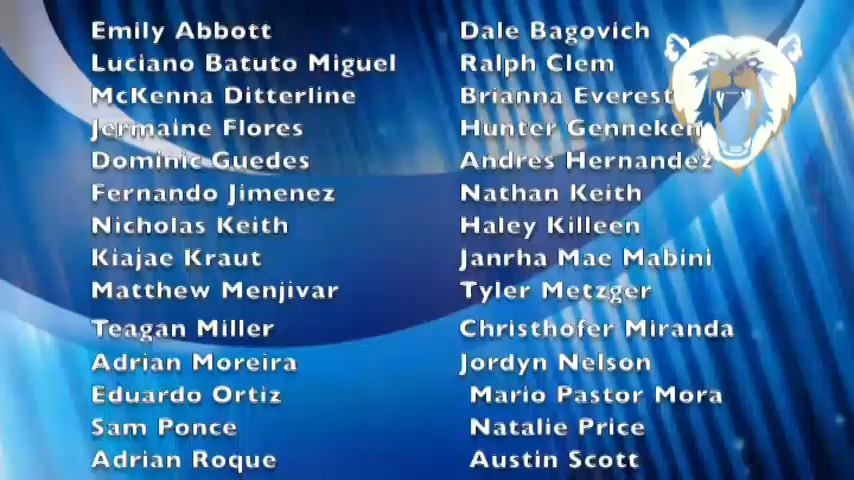 Emily Abbott
Dale Bagovich
Luciano Batuto Miguel
Ralph Clem
McKenna Ditterline
Brianna Everest
Jermaine Flores
Hunter Genneken
Dominic Guedes
Andres Hernandez
Fernando Jimenez
Nathan Keith
Nicholas Keith
Haley Killeen
Kiajae Kraut
Janrha Mae Mabini
Matthew Menjivar
Tyler Metzger
Teagan Miller
Christhofer Miranda
Adrian Moreira
Jordyn Nelson
Eduardo Ortiz
Mario Pastor Mora
Sam Ponce
Natalie Price
Adrian Roque
Austin Scott